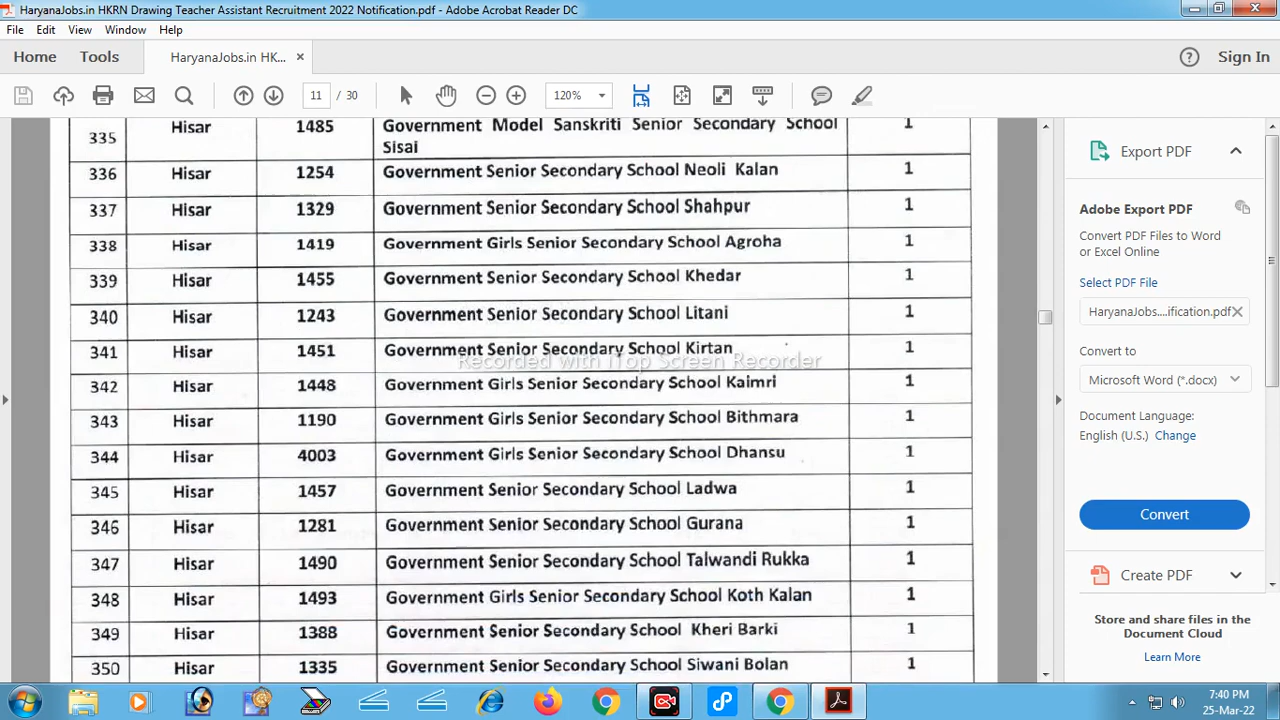 HaryanaJobs.in HKRN Drawing Teacher Assistant Recruitment 2022 Notification.pdf - Adobe Acrobat Reader DC
File Edit View Window Help
Home Tools HaryanaJobs.in HK... × Sign In
11 / 30 120%
335 Hisar 1485 Government Model Sanskriti Senior Secondary School 1
Sisai
336 Hisar 1254 Government Senior Secondary School Neoli Kalan 1
337 Hisar 1329 Government Senior Secondary School Shahpur 1
338 Hisar 1419 Government Girls Senior Secondary School Agroha 1
339 Hisar 1455 Government Senior Secondary School Khedar 1
340 Hisar 1243 Government Senior Secondary School Litani 1
341 Hisar 1451 Government Senior Secondary School Kirtan 1
Recorded with iTop Screen Recorder
342 Hisar 1448 Government Girls Senior Secondary School Kaimri 1
343 Hisar 1190 Government Girls Senior Secondary School Bithmara 1
344 Hisar 4003 Government Girls Senior Secondary School Dhansu 1
345 Hisar 1457 Government Senior Secondary School Ladwa 1
346 Hisar 1281 Government Senior Secondary School Gurana 1
347 Hisar 1490 Government Senior Secondary School Talwandi Rukka 1
348 Hisar 1493 Government Girls Senior Secondary School Koth Kalan 1
349 Hisar 1388 Government Senior Secondary School Kheri Barki 1
350 Hisar 1335 Government Senior Secondary School Siwani Bolan 1
Export PDF
Adobe Export PDF
Convert PDF Files to Word
or Excel Online
Select PDF File
HaryanaJobs....ification.pdf
Convert to
Microsoft Word (*.docx)
Document Language:
English (U.S.) Change
Convert
Create PDF
Store and share files in the
Document Cloud
Learn More
7:40 PM
25-Mar-22